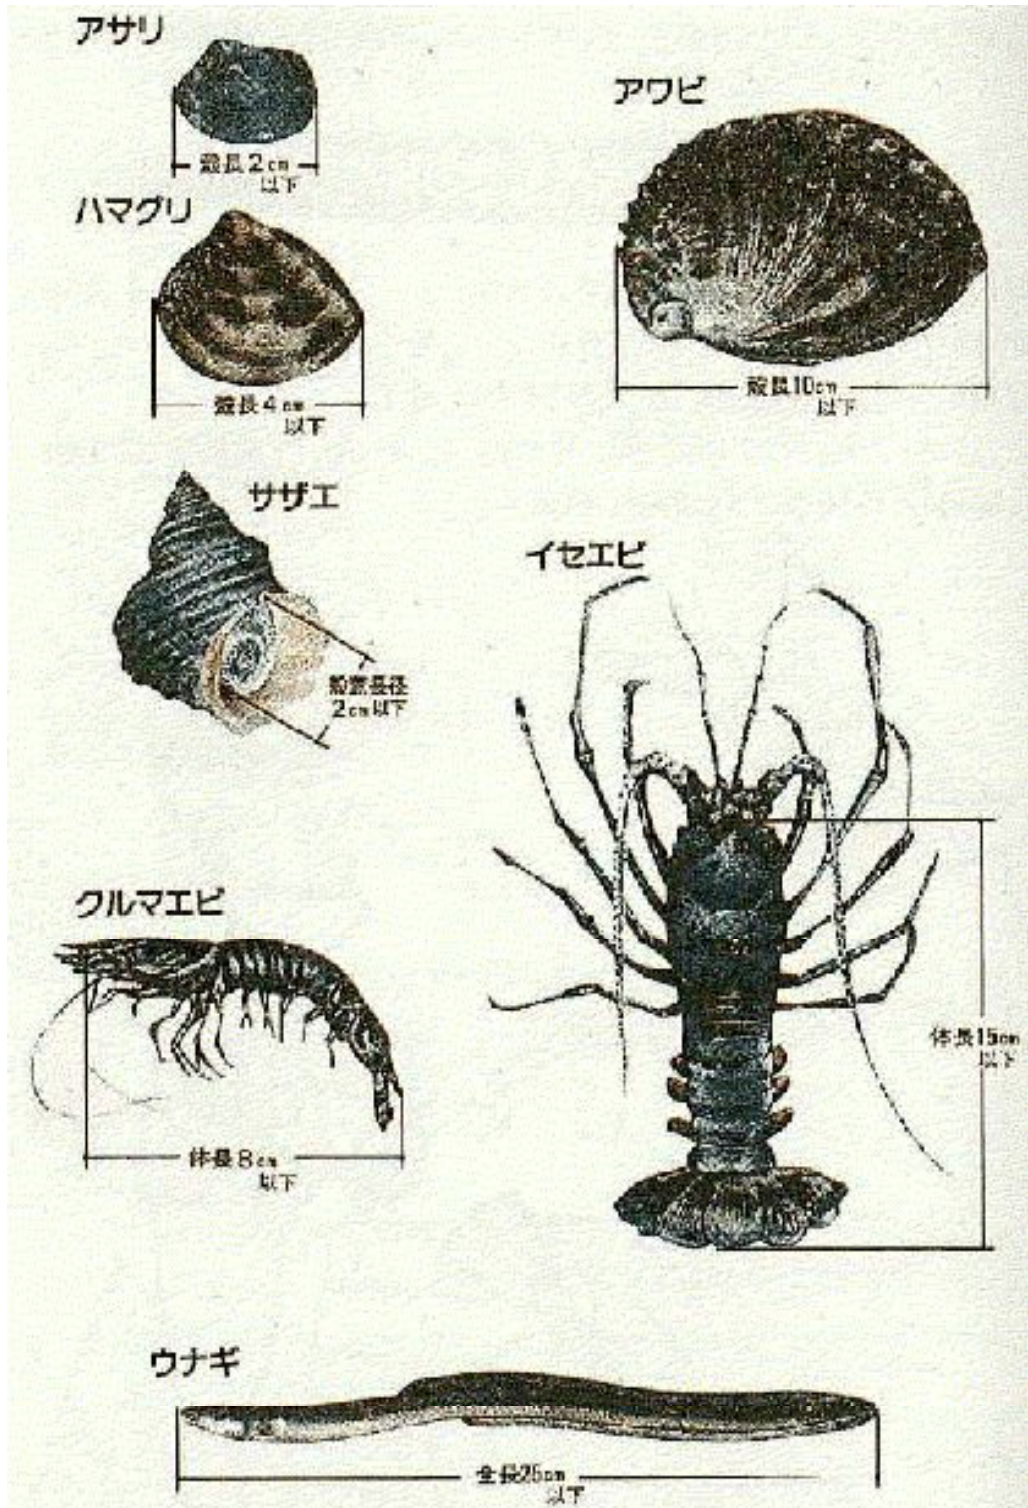 アサリ
殻長2cm
以下
アワビ
殻長10cm
以下
ハマグリ
殻長4cm
以下
サザエ
殻蓋長径
2cm以下
イセエビ
体長15cm
以下
クルマエビ
体長8cm
以下
ウナギ
全長25cm
以下